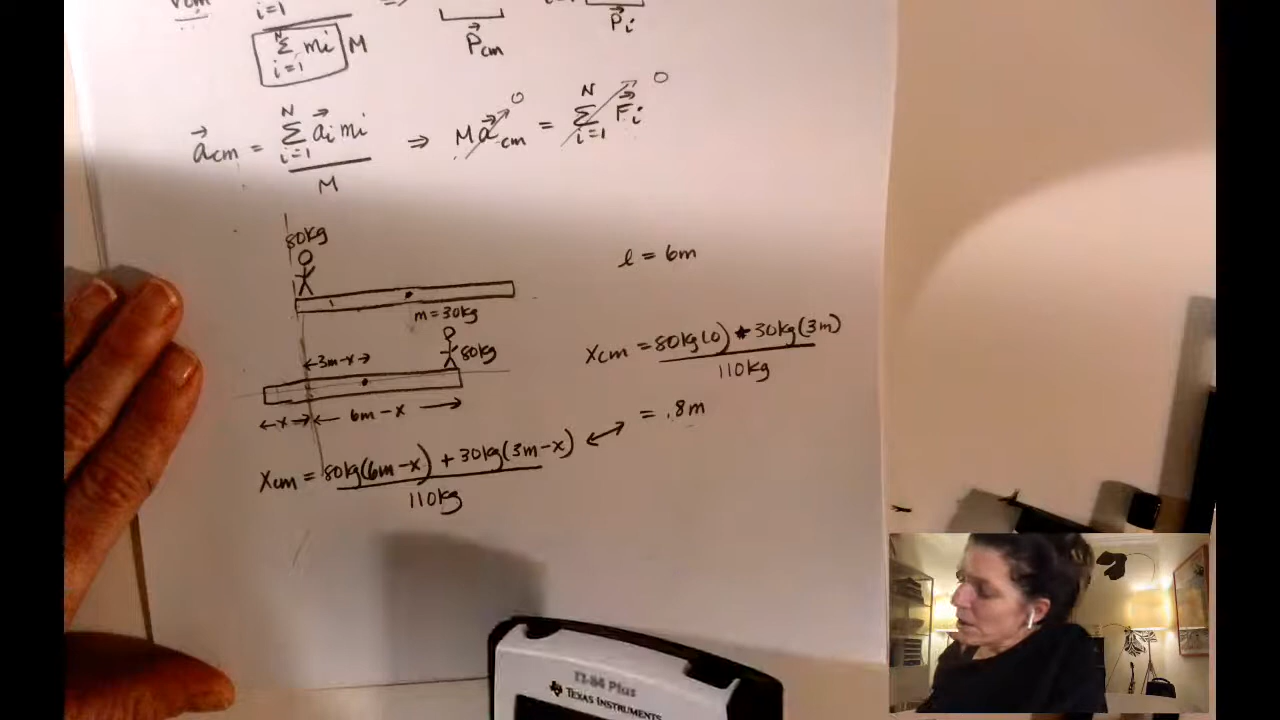 i=1
N
Σ mi M
i=1
P⃗cm
P⃗i
a⃗cm = N Σ i=1 a⃗i mi / M ⇒ M a⃗cm 0 = N Σ i=1 F⃗i 0
80kg
l = 6m
m = 30kg
80kg
3m-x
x 6m-x
xcm = 80kg(0) + 30kg(3m) / 110kg
= .8m
xcm = 80kg(6m-x) + 30kg(3m-x) / 110kg
TI-84 Plus
TEXAS INSTRUMENTS